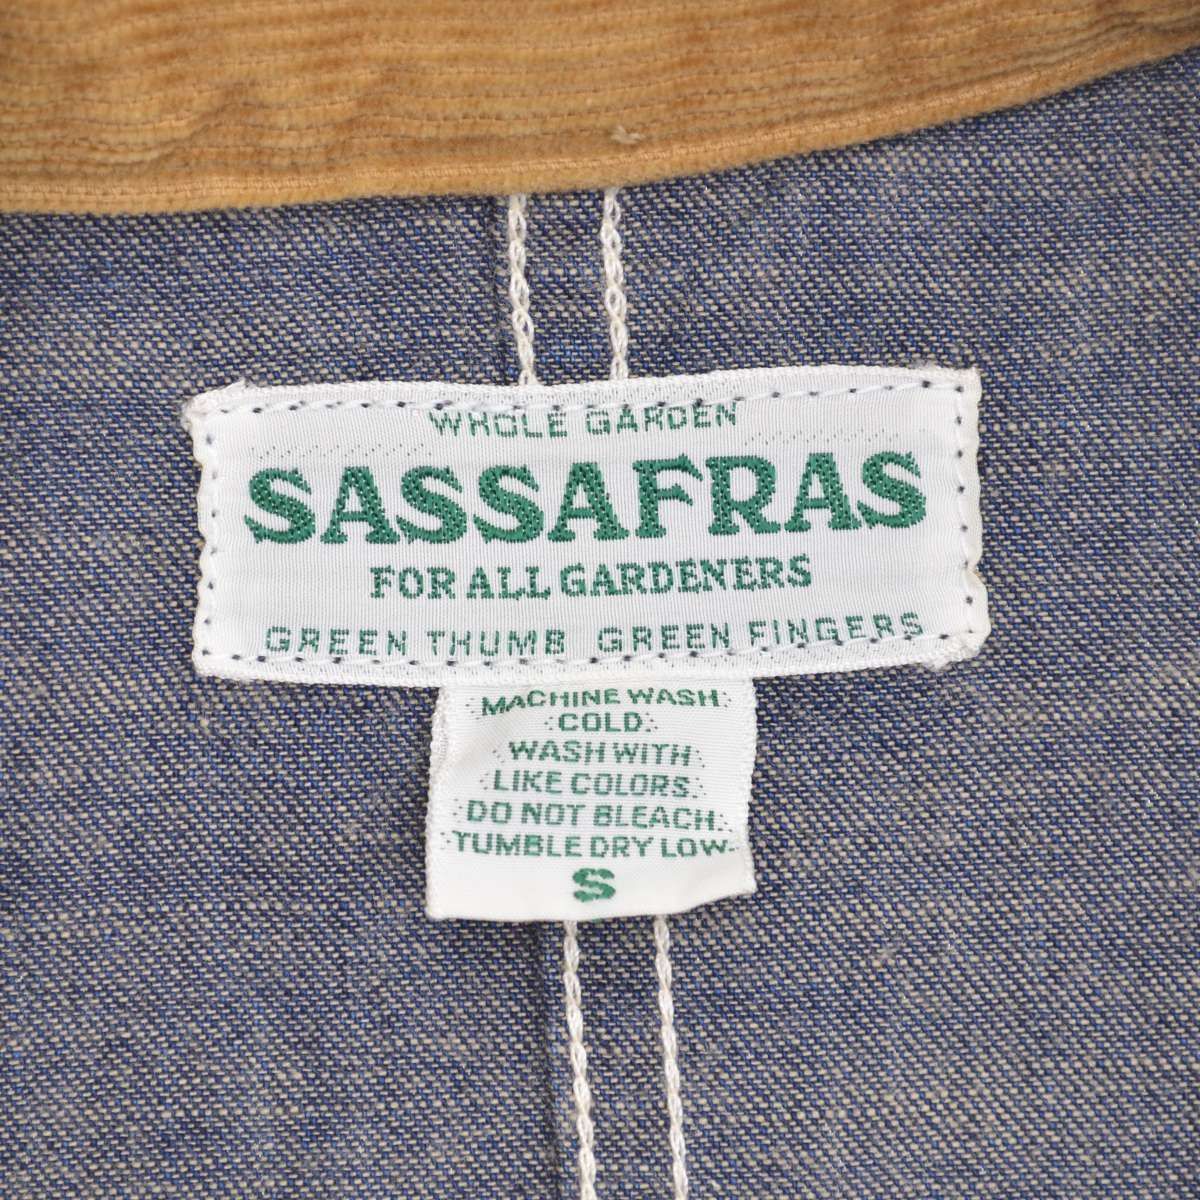 WHOLE GARDEN
SASSAFRAS
FOR ALL GARDENERS
GREEN THUMB GREEN FINGERS
MACHINE WASH
COLD
WASH WITH
LIKE COLORS
DO NOT BLEACH
TUMBLE DRY LOW
S